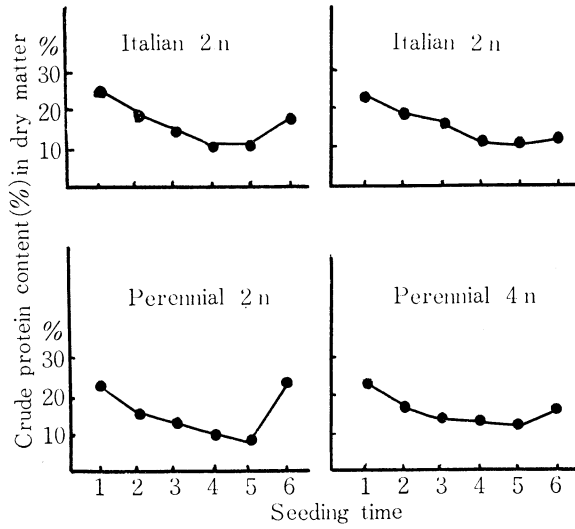 Italian 2n
Italian 2n
%
30
20
10
Perennial 2n
Perennial 4n
%
30
20
10
1 2 3 4 5 6
1 2 3 4 5 6
Seeding time
Crude protein content(%)in dry matter